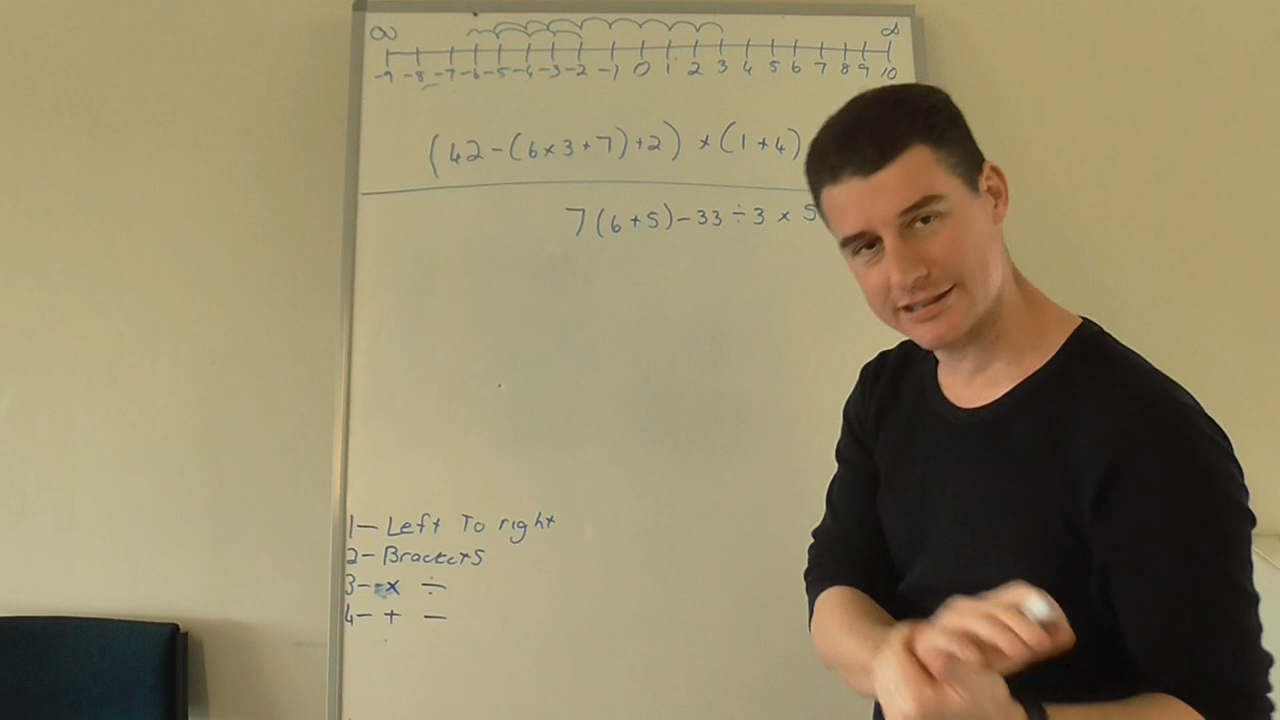 ∞ ∞
-9 -8 -7 -6 -5 -4 -3 -2 -1 0 1 2 3 4 5 6 7 8 9 10
(42-(6×3+7)+2) ×(1+4)
7(6+5)-33÷3×5
1- Left To right
2- Brackets
3- × ÷
4- + -